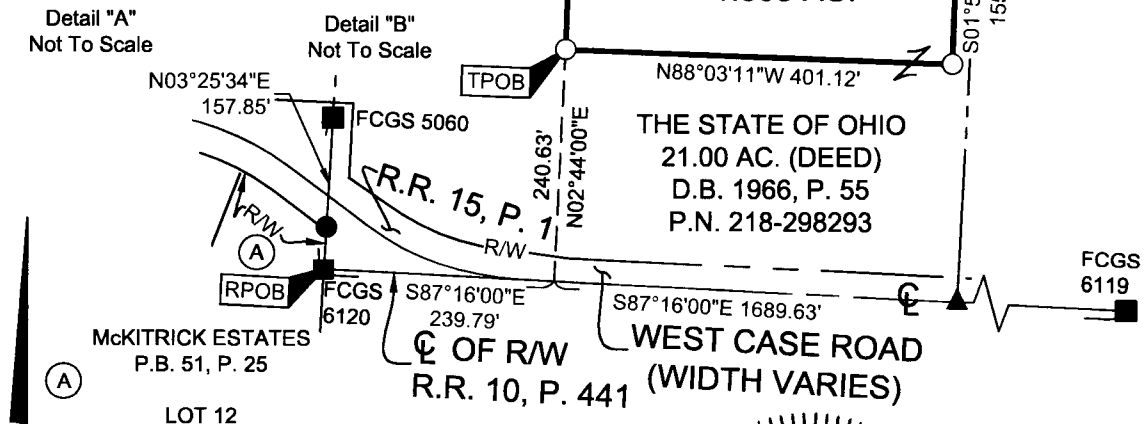 Detail "A"
Not To Scale
Detail "B"
Not To Scale
N03°25'34"E
157.85'
FCGS 5060
TPOB
N88°03'11"W 401.12'
THE STATE OF OHIO
21.00 AC. (DEED)
D.B. 1966, P. 55
P.N. 218-298293
240.63'
N02°44'00"E
R.R. 15, P. 1
R/W
R/W
A
RPOB
FCGS
6120
S87°16'00"E
239.79'
S87°16'00"E 1689.63'
FCGS
6119
McKITRICK ESTATES
P.B. 51, P. 25
℄ OF R/W
R.R. 10, P. 441
℄
WEST CASE ROAD
(WIDTH VARIES)
A
LOT 12